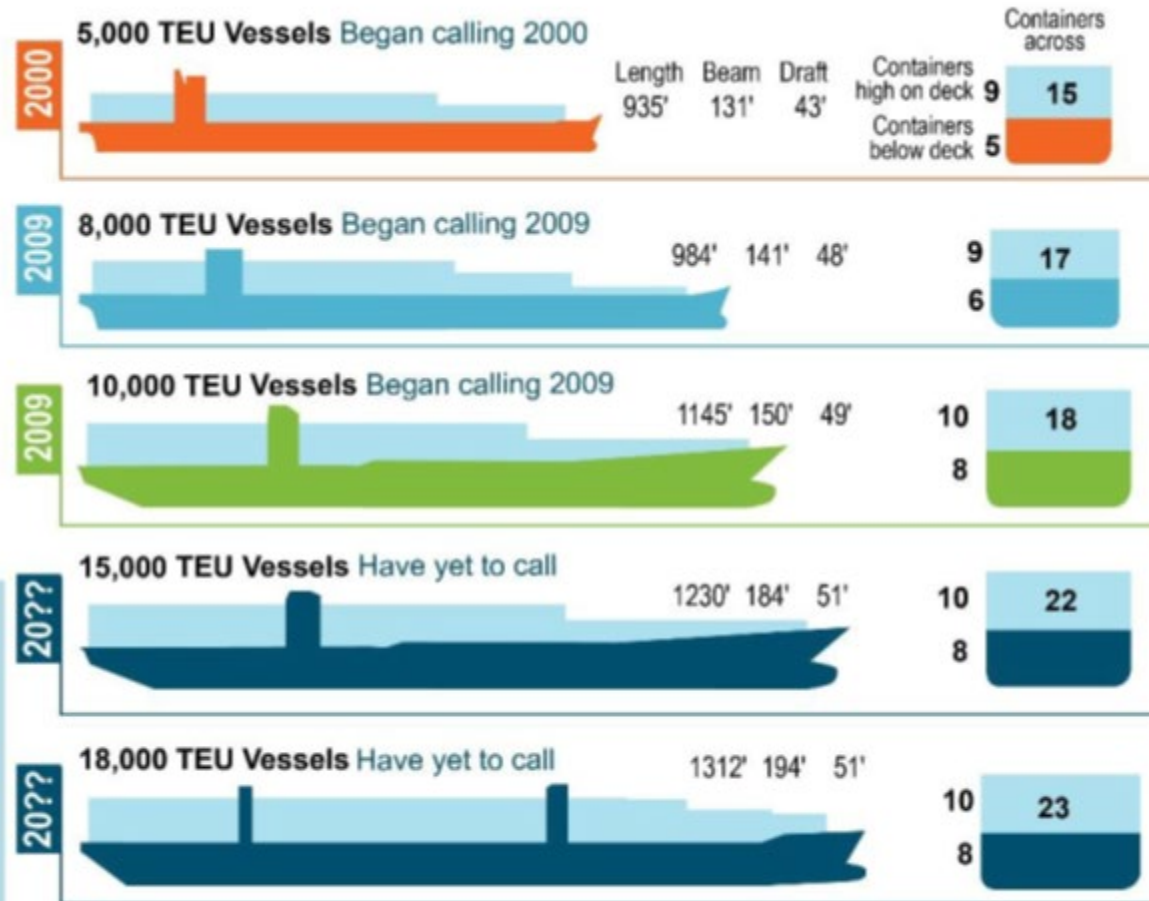 Containers
across
2000
5,000 TEU Vessels Began calling 2000
Length Beam Draft
935' 131' 43'
Containers
high on deck 9 15
Containers
below deck 5
2009
8,000 TEU Vessels Began calling 2009
984' 141' 48'
9 17
6
2009
10,000 TEU Vessels Began calling 2009
1145' 150' 49'
10 18
8
20??
15,000 TEU Vessels Have yet to call
1230' 184' 51'
10 22
8
20??
18,000 TEU Vessels Have yet to call
1312' 194' 51'
10 23
8